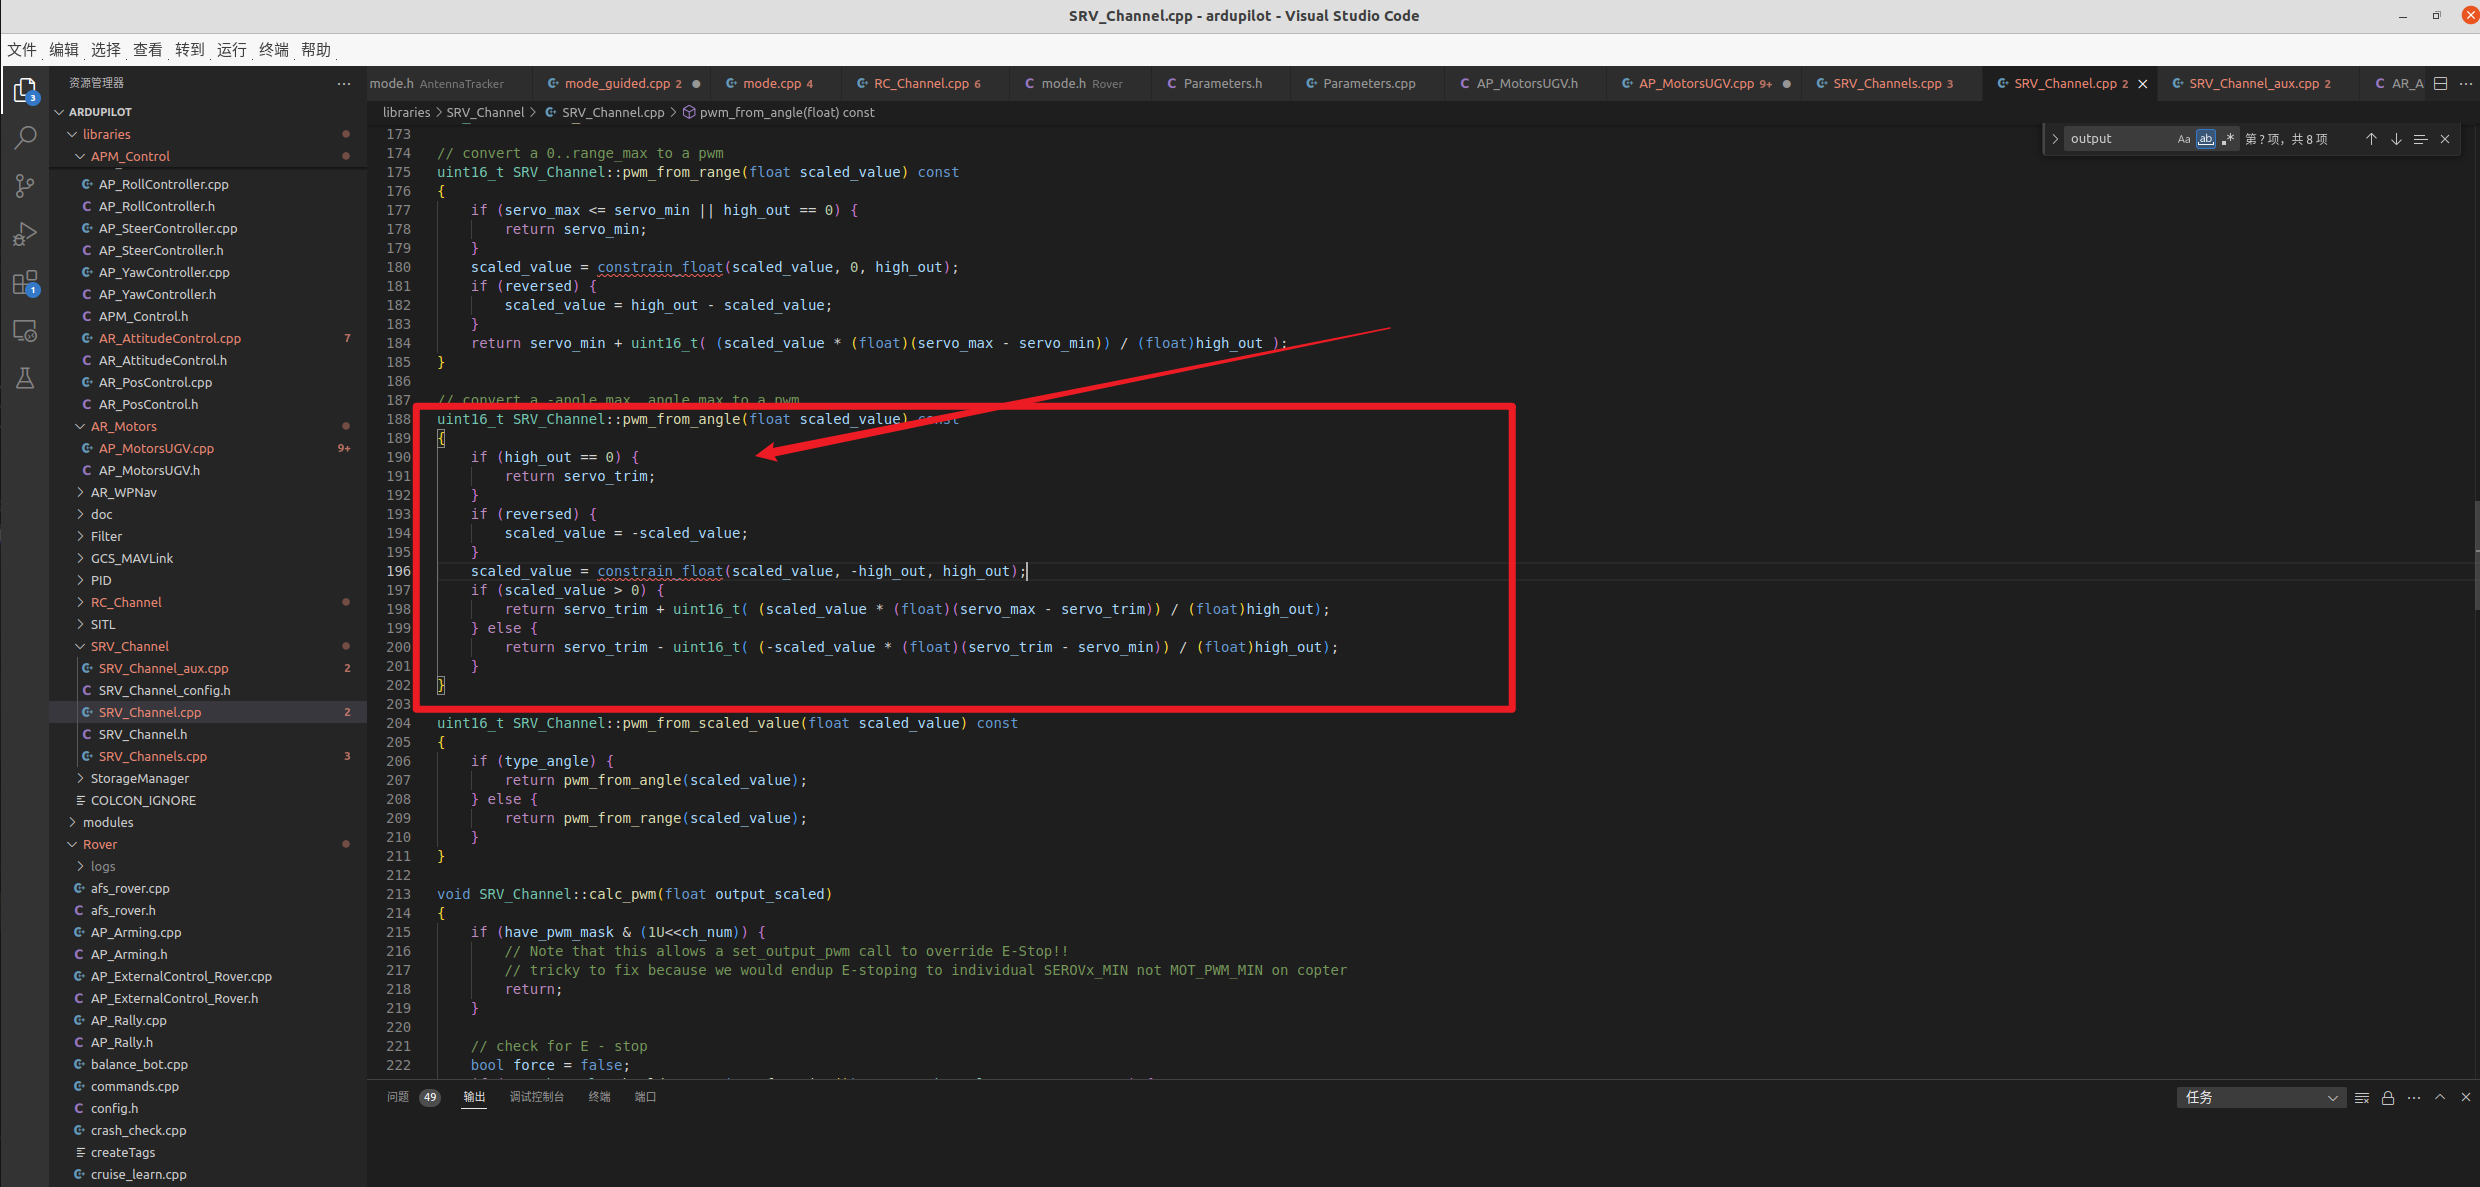 SRV_Channel.cpp - ardupilot - Visual Studio Code
文件 编辑 选择 查看 转到 运行 终端 帮助
资源管理器 ···
mode.h AntennaTracker
mode_guided.cpp 2
mode.cpp 4
RC_Channel.cpp 6
mode.h Rover
Parameters.h
Parameters.cpp
AP_MotorsUGV.h
AP_MotorsUGV.cpp 9+
SRV_Channels.cpp 3
SRV_Channel.cpp 2
SRV_Channel_aux.cpp 2
AR_A
libraries > SRV_Channel > SRV_Channel.cpp > pwm_from_angle(float) const
output
Aa ab .*
第 ? 项, 共 8 项
3
1
ARDUPILOT
libraries
APM_Control
AP_RollController.cpp
AP_RollController.h
AP_SteerController.cpp
AP_SteerController.h
AP_YawController.cpp
AP_YawController.h
APM_Control.h
AR_AttitudeControl.cpp 7
AR_AttitudeControl.h
AR_PosControl.cpp
AR_PosControl.h
AR_Motors
AP_MotorsUGV.cpp 9+
AP_MotorsUGV.h
AR_WPNav
doc
Filter
GCS_MAVLink
PID
RC_Channel
SITL
SRV_Channel
SRV_Channel_aux.cpp 2
SRV_Channel_config.h
SRV_Channel.cpp 2
SRV_Channel.h
SRV_Channels.cpp 3
StorageManager
COLCON_IGNORE
modules
Rover
logs
afs_rover.cpp
afs_rover.h
AP_Arming.cpp
AP_Arming.h
AP_ExternalControl_Rover.cpp
AP_ExternalControl_Rover.h
AP_Rally.cpp
AP_Rally.h
balance_bot.cpp
commands.cpp
config.h
crash_check.cpp
createTags
cruise_learn.cpp
173
174 // convert a 0..range_max to a pwm
175 uint16_t SRV_Channel::pwm_from_range(float scaled_value) const
176 {
177 if (servo_max <= servo_min || high_out == 0) {
178 return servo_min;
179 }
180 scaled_value = constrain_float(scaled_value, 0, high_out);
181 if (reversed) {
182 scaled_value = high_out - scaled_value;
183 }
184 return servo_min + uint16_t( (scaled_value * (float)(servo_max - servo_min)) / (float)high_out );
185 }
186
187 // convert a -angle_max..angle_max to a pwm
188 uint16_t SRV_Channel::pwm_from_angle(float scaled_value) const
189 {
190 if (high_out == 0) {
191 return servo_trim;
192 }
193 if (reversed) {
194 scaled_value = -scaled_value;
195 }
196 scaled_value = constrain_float(scaled_value, -high_out, high_out);
197 if (scaled_value > 0) {
198 return servo_trim + uint16_t( (scaled_value * (float)(servo_max - servo_trim)) / (float)high_out);
199 } else {
200 return servo_trim - uint16_t( (-scaled_value * (float)(servo_trim - servo_min)) / (float)high_out);
201 }
202 }
203
204 uint16_t SRV_Channel::pwm_from_scaled_value(float scaled_value) const
205 {
206 if (type_angle) {
207 return pwm_from_angle(scaled_value);
208 } else {
209 return pwm_from_range(scaled_value);
210 }
211 }
212
213 void SRV_Channel::calc_pwm(float output_scaled)
214 {
215 if (have_pwm_mask & (1U<<ch_num)) {
216 // Note that this allows a set_output_pwm call to override E-Stop!!
217 // tricky to fix because we would endup E-stoping to individual SEROVx_MIN not MOT_PWM_MIN on copter
218 return;
219 }
220
221 // check for E - stop
222 bool force = false;
问题 49 输出 调试控制台 终端 端口
任务